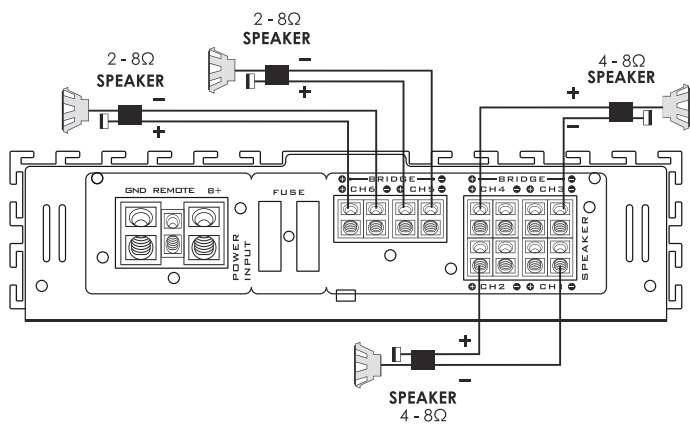 2 - 8Ω
SPEAKER
2 - 8Ω
SPEAKER
4 - 8Ω
SPEAKER
− + − + + −
GND REMOTE B+
FUSE
POWER INPUT
⊕ BRIDGE ⊖
⊕ CH6 ⊖ ⊕ CH5 ⊖
⊕ BRIDGE ⊖
⊕ CH4 ⊖ ⊕ CH3 ⊖
SPEAKER
⊕ CH2 ⊖ ⊕ CH1 ⊖
+
−
SPEAKER
4 - 8Ω